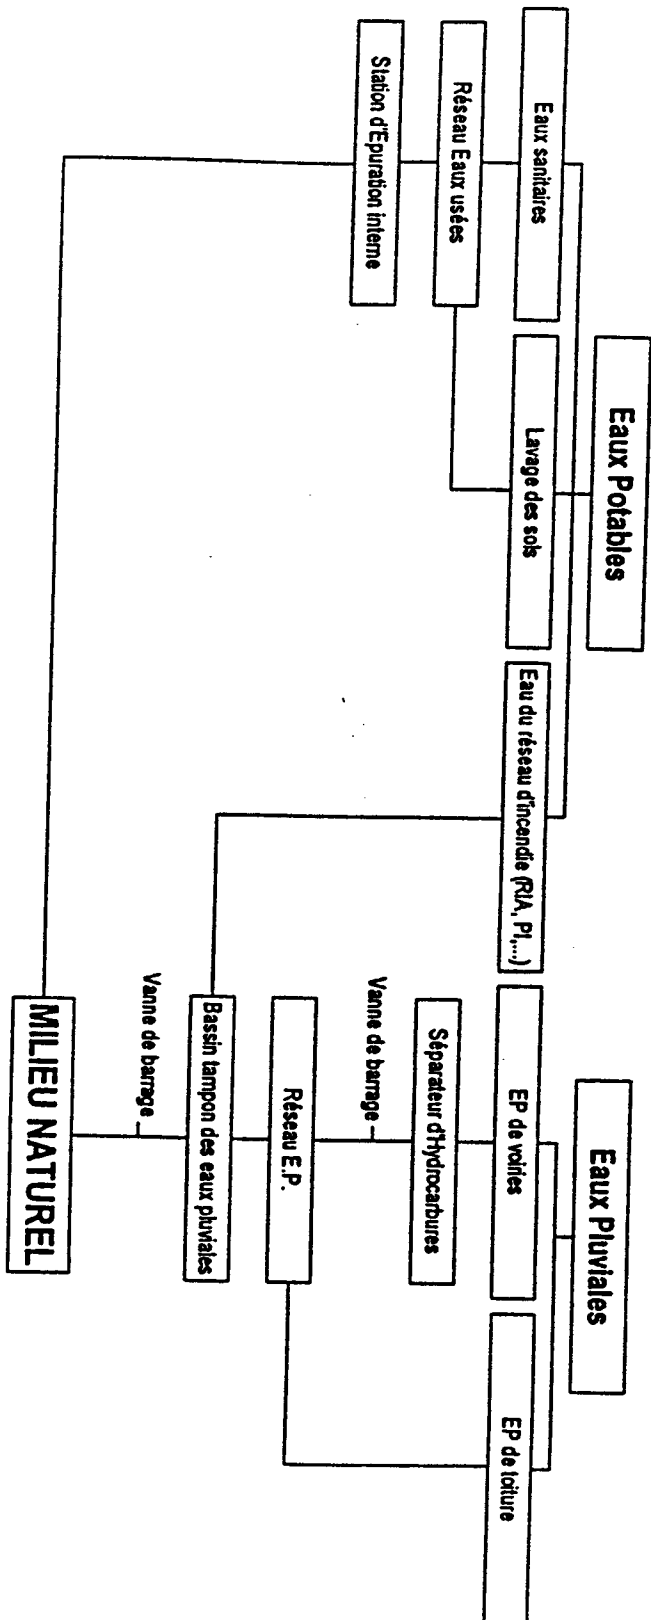 Eaux Potables
Eaux Pluviales
Eaux sanitaires
Lavage des sols
Eau du réseau d'incendie (RIA, PI,...)
EP de voiries
EP de toiture
Réseau Eaux usées
Séparateur d'Hydrocarbures
Station d'Epuration interne
Vanne de barrage
Réseau E.P.
Bassin tampon des eaux pluviales
Vanne de barrage
MILIEU NATUREL